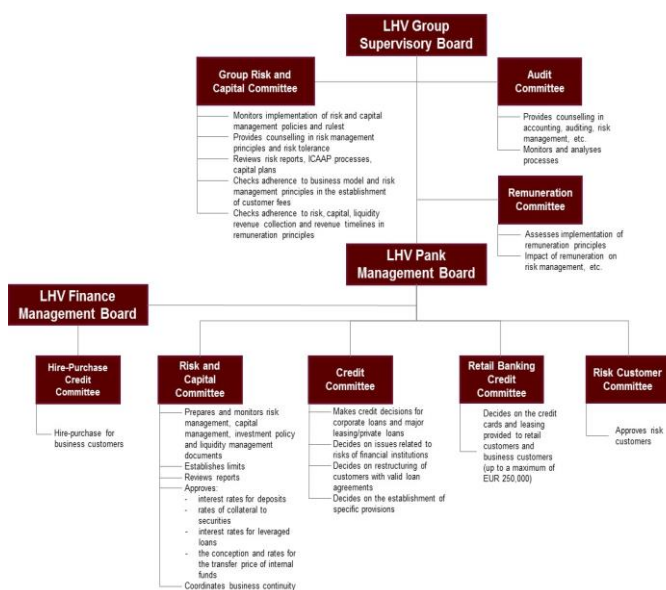 LHV Group
Supervisory Board
Group Risk and
Capital Committee
Monitors implementation of risk and capital
management policies and rulest
Provides counselling in risk management
principles and risk tolerance
Reviews risk reports, ICAAP processes,
capital plans
Checks adherence to business model and risk
management principles in the establishment
of customer fees
Checks adherence to risk, capital, liquidity
revenue collection and revenue timelines in
remuneration principles
Audit
Committee
Provides counselling in
accounting, auditing, risk
management, etc.
Monitors and analyses
processes
Remuneration
Committee
Assesses implementation of
remuneration principles
Impact of remuneration on
risk management, etc.
LHV Pank
Management Board
LHV Finance
Management Board
Hire-Purchase
Credit
Committee
Hire-purchase for
business customers
Risk and
Capital
Committee
Prepares and monitors risk
management, capital
management, investment policy
and liquidity management
documents
Establishes limits
Reviews reports
Approves:
- interest rates for deposits
- rates of collateral to
securities
- interest rates for leveraged
loans
- the conception and rates for
the transfer price of internal
funds
Coordinates business continuity
Credit
Committee
Makes credit decisions for
corporate loans and major
leasing/private loans
Decides on issues related to
risks of financial institutions
Decides on restructuring of
customers with valid loan
agreements
Decides on the establishment of
specific provisions
Retail Banking
Credit
Committee
Decides on the credit
cards and leasing
provided to retail
customers and
business customers
(up to a maximum of
EUR 250,000)
Risk Customer
Committee
Approves risk
customers